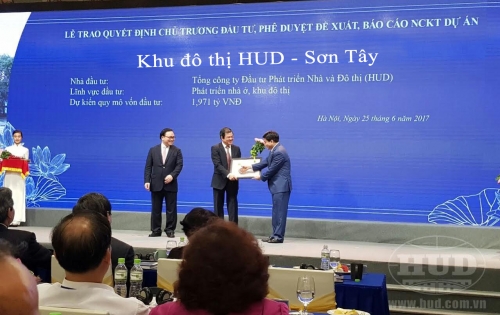 LỄ TRAO QUYẾT ĐỊNH CHỦ TRƯƠNG ĐẦU TƯ, PHÊ DUYỆT ĐỀ XUẤT, BÁO CÁO NCKT DỰ ÁN
Khu đô thị HUD - Sơn Tây
Nhà đầu tư: Tổng công ty Đầu tư Phát triển Nhà và Đô thị (HUD)
Lĩnh vực đầu tư: Phát triển nhà ở, khu đô thị
Dự kiến quy mô vốn đầu tư: 1,971 tỷ VNĐ
Hà Nội, Ngày 25 tháng 6 năm 2017
HUD
www.hud.com.vn